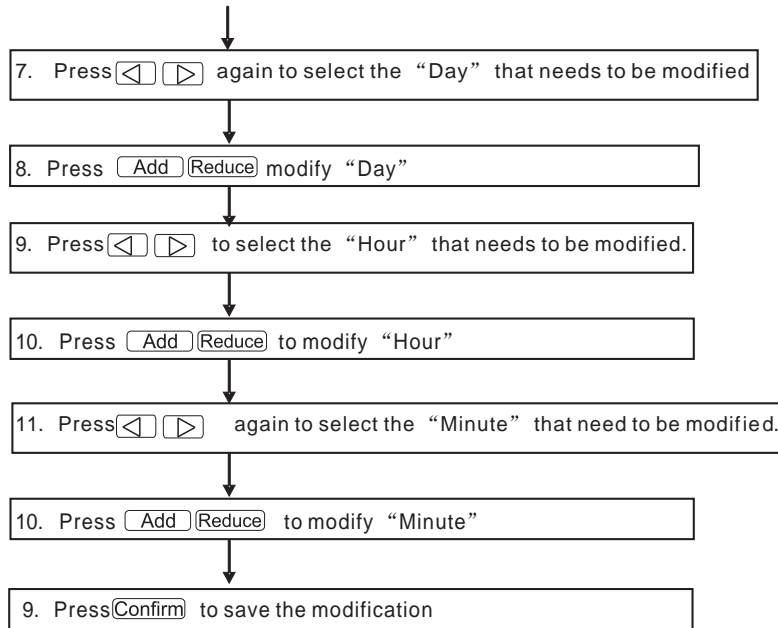 7. Press ◁ ▷ again to select the “Day” that needs to be modified
8. Press Add Reduce modify “Day”
9. Press ◁ ▷ to select the “Hour” that needs to be modified.
10. Press Add Reduce to modify “Hour”
11. Press ◁ ▷ again to select the “Minute” that need to be modified.
10. Press Add Reduce to modify “Minute”
9. Press Confirm to save the modification